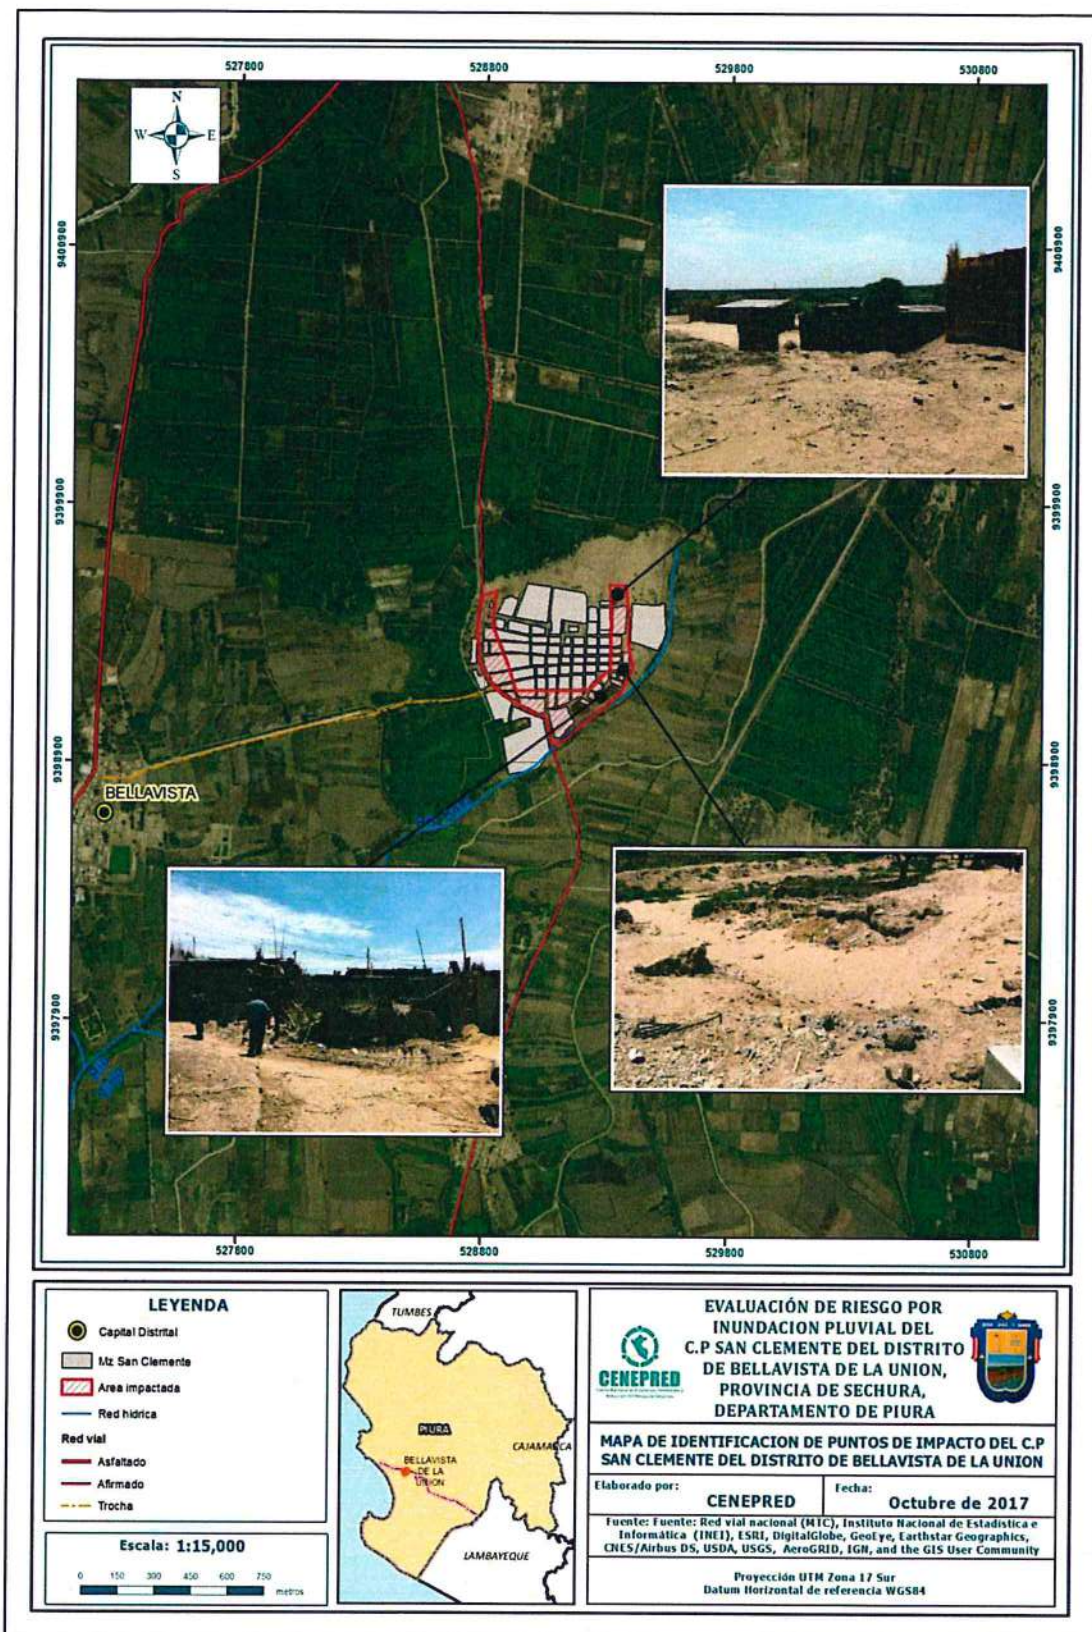 527800
528800
529800
530800
N
W
E
S
9400900
9400900
9399900
9399900
9398900
9398900
BELLAVISTA
9397900
9397900
527800
528800
529800
530800
LEYENDA
Capital Distrital
Mz San Clemente
Area impactada
Red hídrica
Red vial
Asfaltado
Afirmado
Trocha
Escala: 1:15,000
0 150 300 450 600 750
metros
TUMBES
PIURA
CAJAMARCA
BELLAVISTA
DE LA
UNION
LAMBAYEQUE
CENEPRED
EVALUACIÓN DE RIESGO POR
INUNDACION PLUVIAL DEL
C.P SAN CLEMENTE DEL DISTRITO
DE BELLAVISTA DE LA UNION,
PROVINCIA DE SECHURA,
DEPARTAMENTO DE PIURA
MAPA DE IDENTIFICACION DE PUNTOS DE IMPACTO DEL C.P
SAN CLEMENTE DEL DISTRITO DE BELLAVISTA DE LA UNION
Elaborado por:
CENEPRED
Fecha:
Octubre de 2017
Fuente: Fuente: Red vial nacional (MTC), Instituto Nacional de Estadística e
Informática (INEI), ESRI, DigitalGlobe, GeoEye, Earthstar Geographics,
CNES/Airbus DS, USDA, USGS, AeroGRID, IGN, and the GIS User Community
Proyección UTM Zona 17 Sur
Datum Horizontal de referencia WGS84